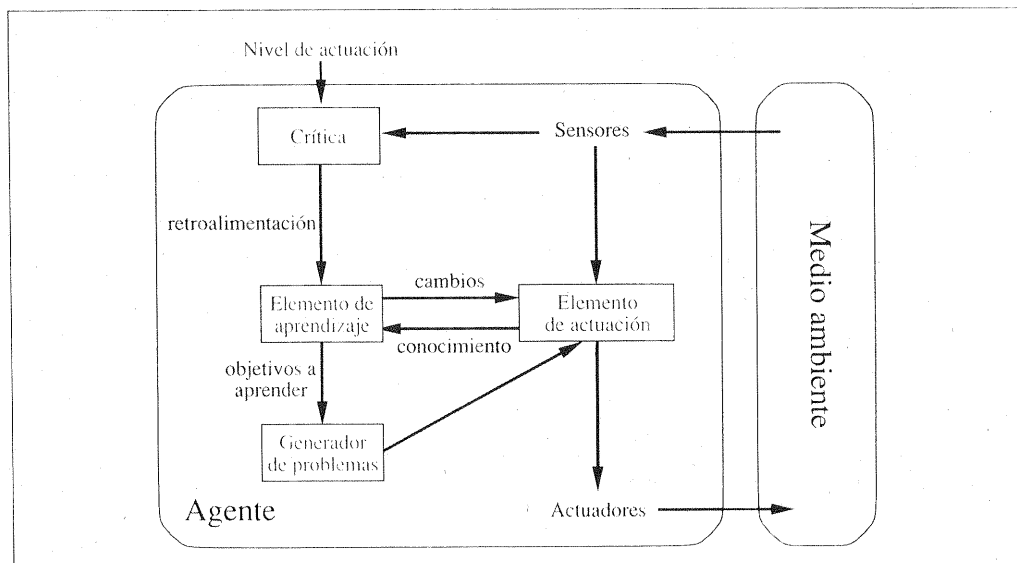 Nivel de actuación
Crítica
Sensores
retroalimentación
Medio ambiente
cambios
Elemento de
aprendizaje
Elemento
de actuación
conocimiento
objetivos a
aprender
Generador
de problemas
Agente
Actuadores